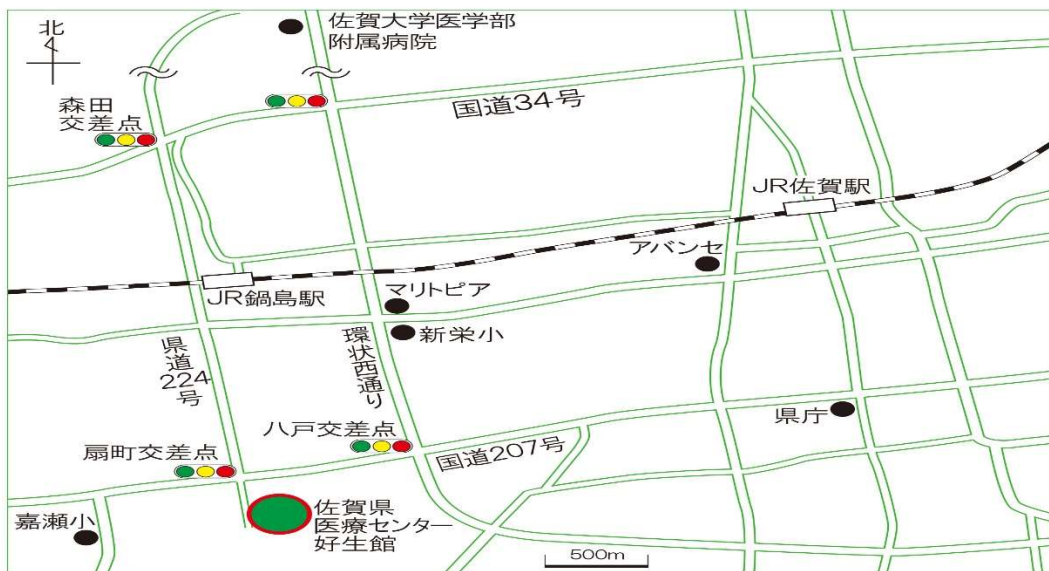 北
佐賀大学医学部
附属病院
森田
交差点
国道34号
JR佐賀駅
アバンセ
JR鍋島駅
マリトピア
新栄小
県道224号
環状西通り
県庁
八戸交差点
国道207号
扇町交差点
佐賀県
医療センター
好生館
嘉瀬小
500m